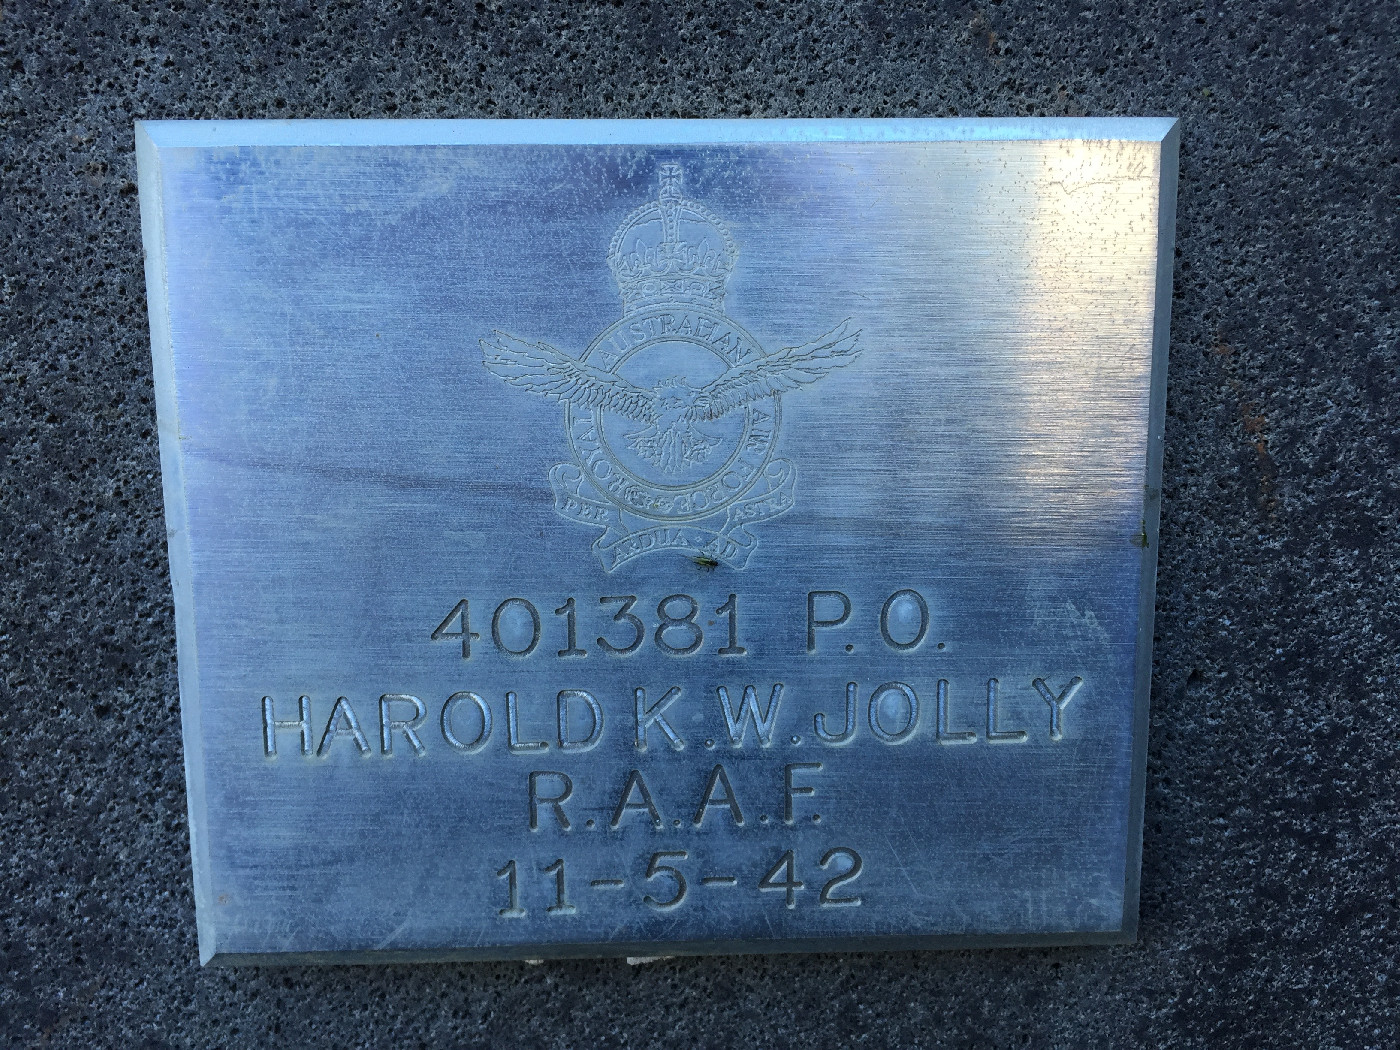 ROYAL AUSTRALIAN AIR FORCE
PER ARDUA · AD ASTRA
401381 P.O.
HAROLD K.W. JOLLY
R.A.A.F.
11-5-42